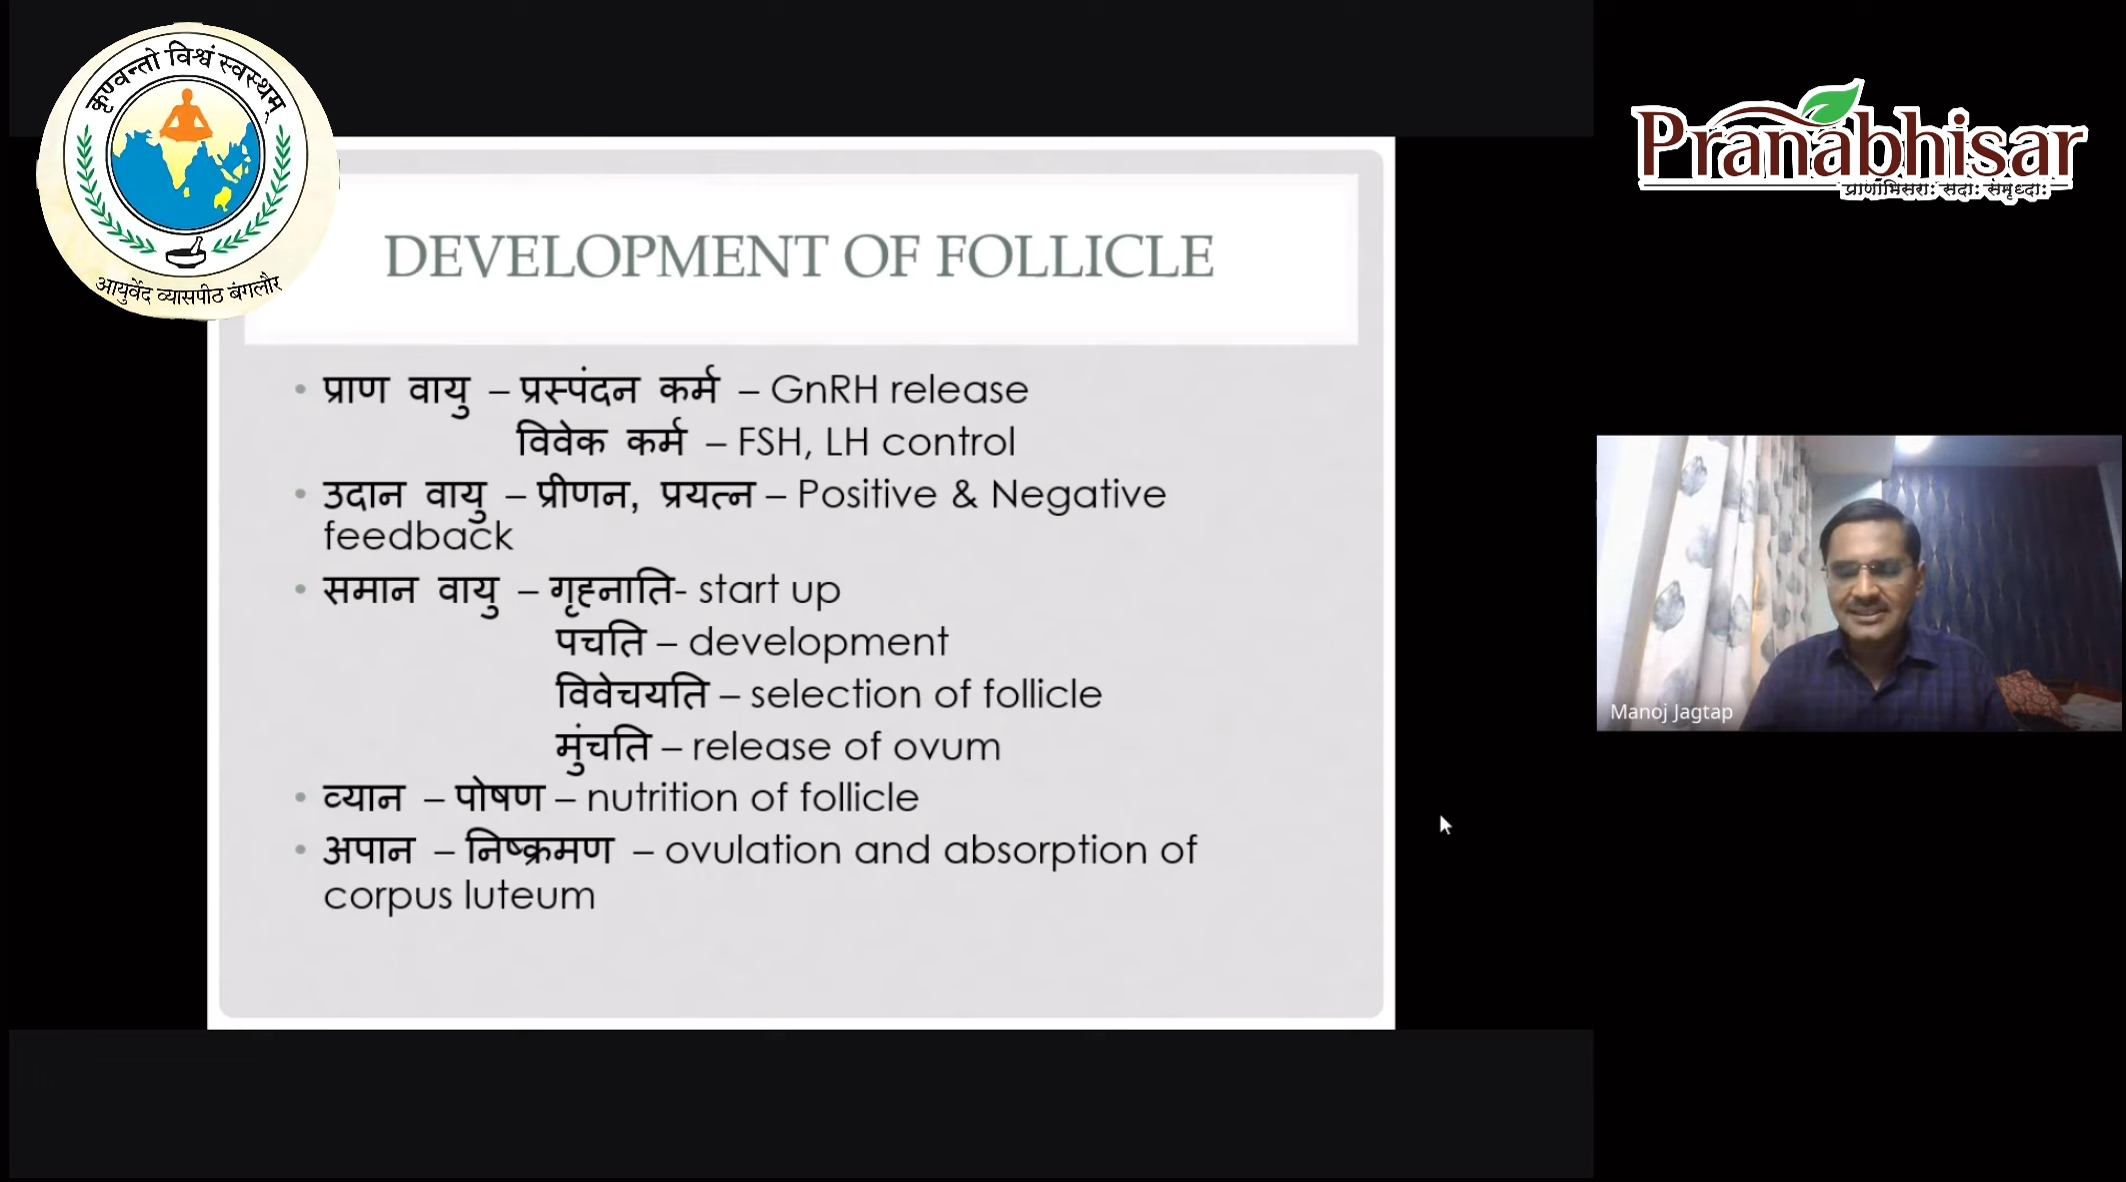 कृण्वन्तो विश्वं स्वस्थम्
आयुर्वेद व्यासपीठ बंगलौर
Pranabhisar
प्राणाभिसराः सदाः संमृध्दाः
DEVELOPMENT OF FOLLICLE
• प्राण वायु – प्रस्पंदन कर्म – GnRH release
विवेक कर्म – FSH, LH control
• उदान वायु – प्रीणन, प्रयत्न – Positive & Negative
feedback
• समान वायु – गृह्नाति- start up
पचति – development
विवेचयति – selection of follicle
मुंचति – release of ovum
• व्यान – पोषण – nutrition of follicle
• अपान – निष्क्रमण – ovulation and absorption of
corpus luteum
Manoj Jagtap